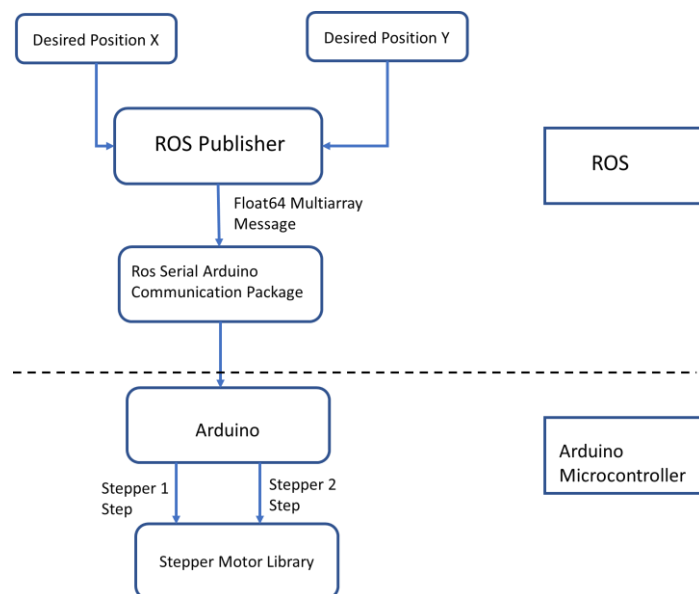 Desired Position X
Desired Position Y
ROS Publisher
ROS
Float64 Multiarray
Message
Ros Serial Arduino
Communication Package
Arduino
Arduino
Microcontroller
Stepper 1
Step
Stepper 2
Step
Stepper Motor Library